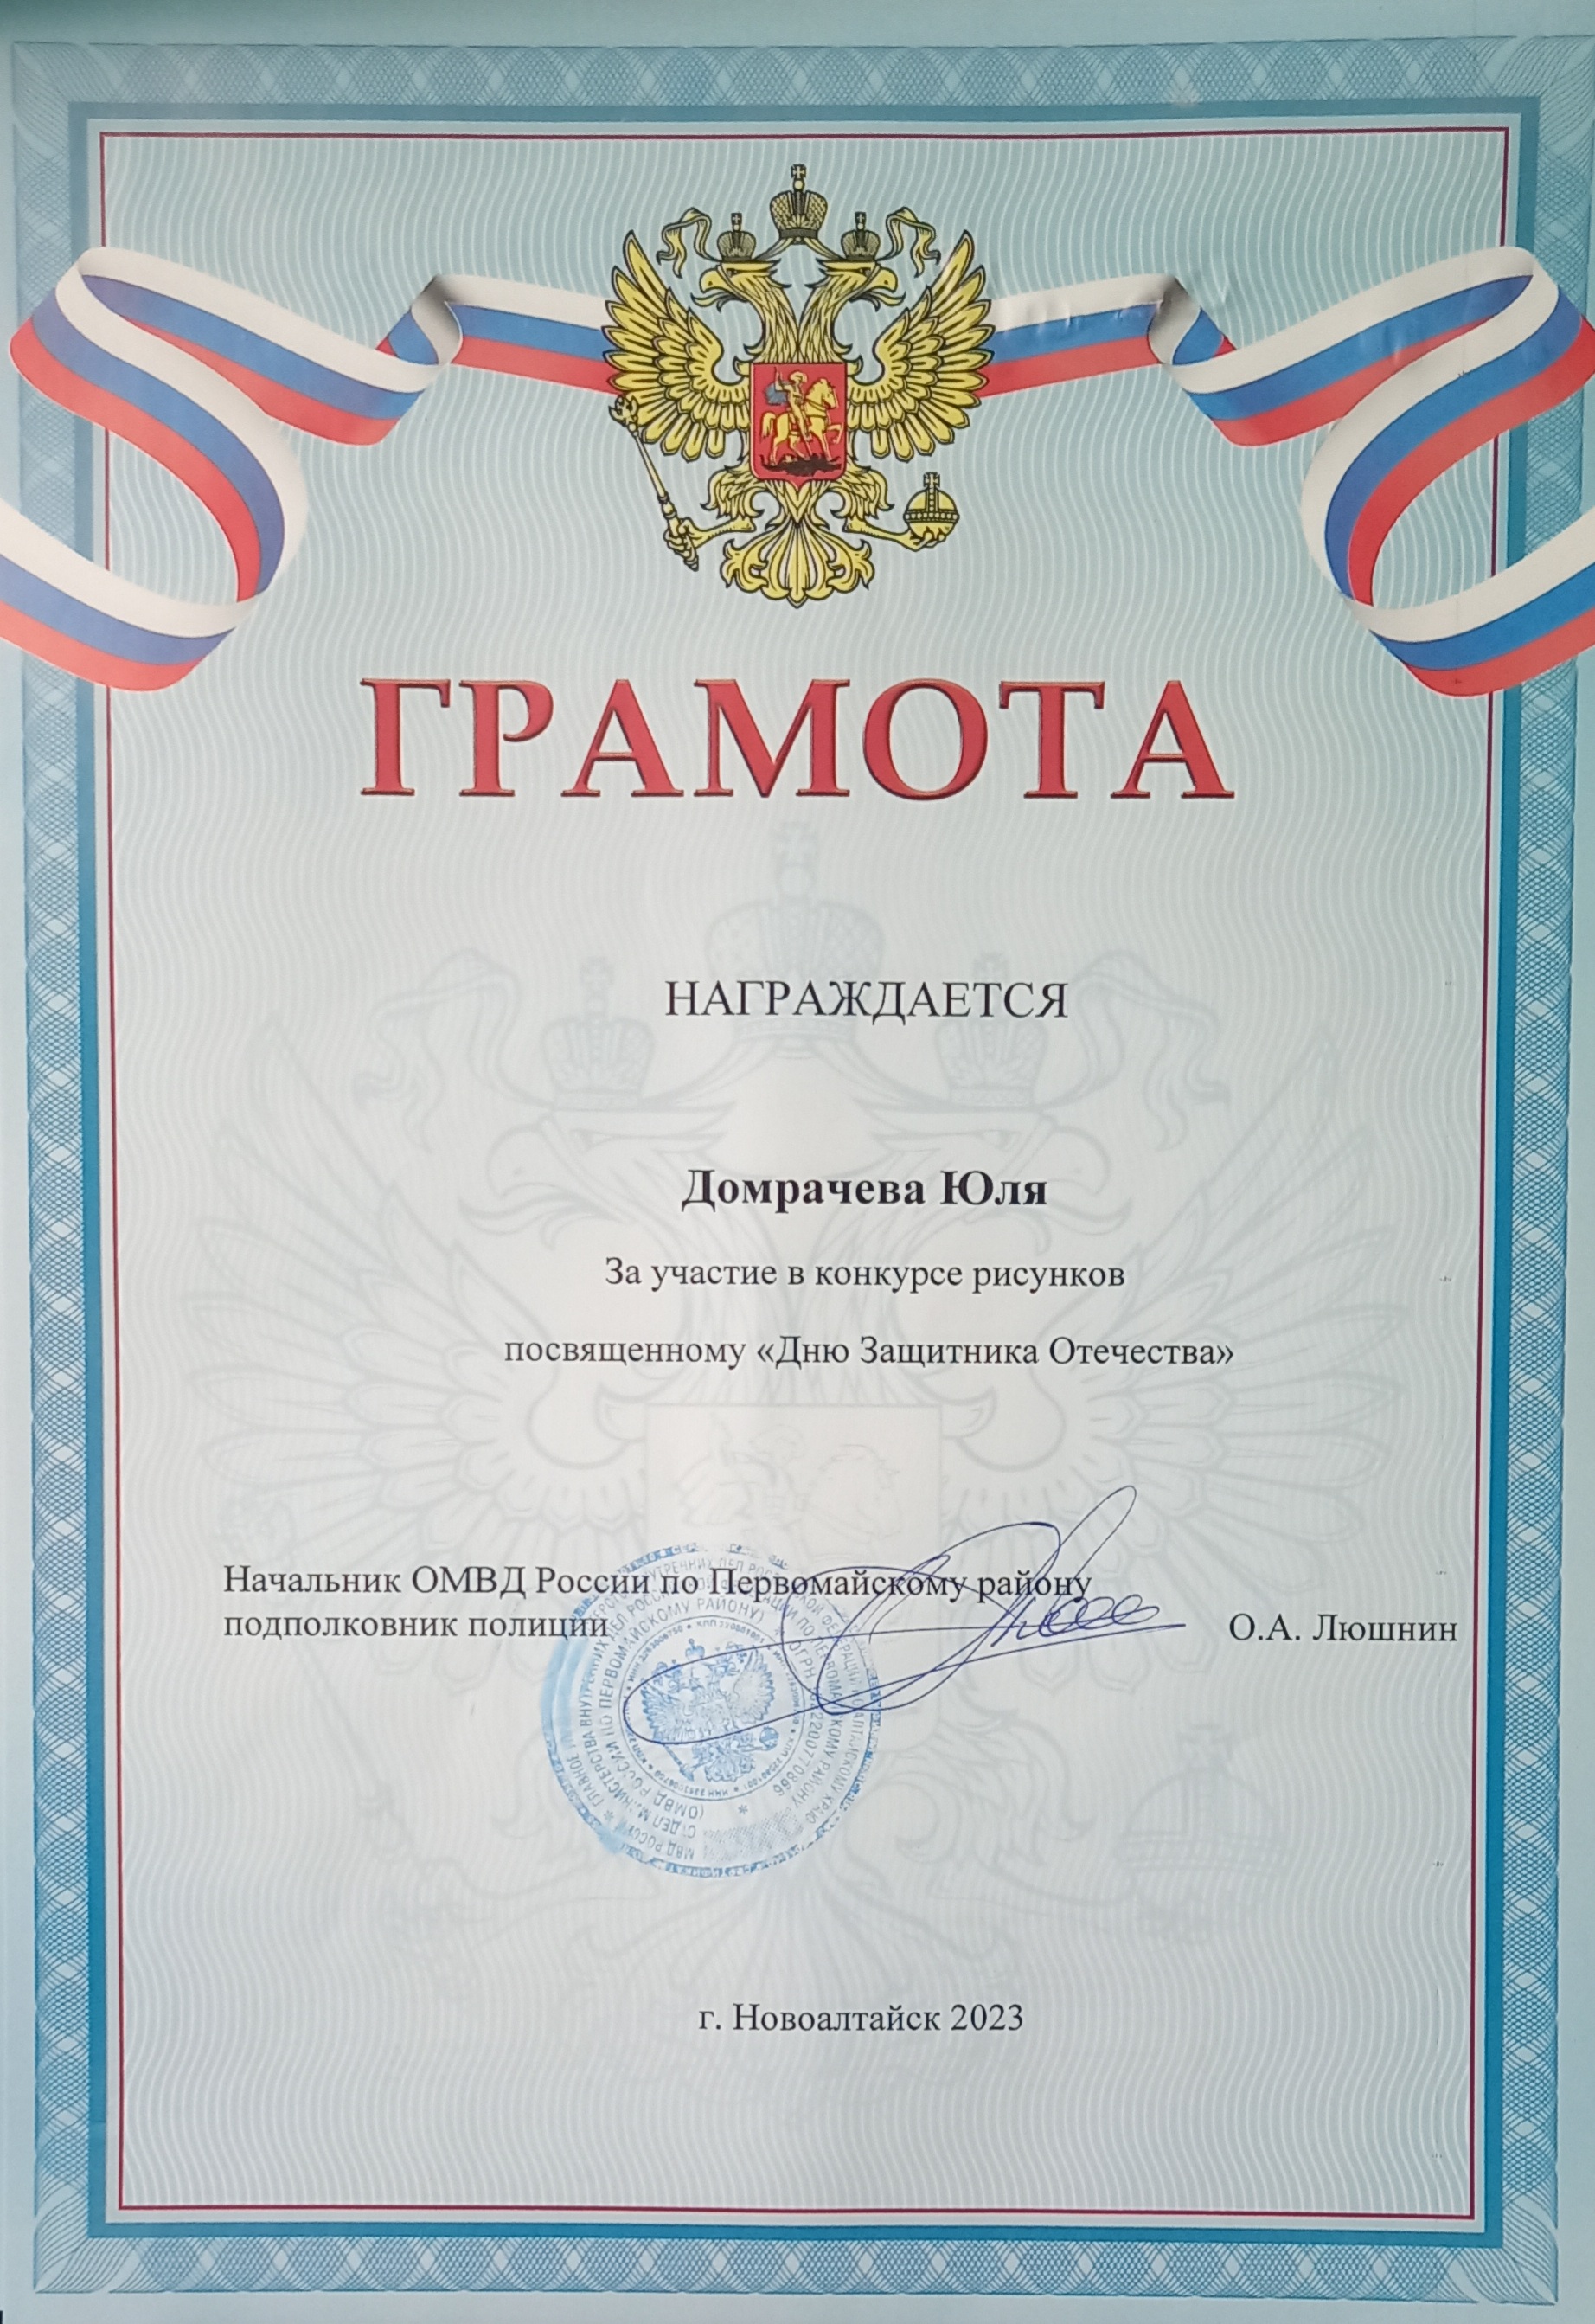 ГРАМОТА
НАГРАЖДАЕТСЯ
Домрачева Юля
За участие в конкурсе рисунков
посвященному «Дню Защитника Отечества»
Начальник ОМВД России по Первомайскому району
подполковник полиции
О.А. Люшнин
г. Новоалтайск 2023